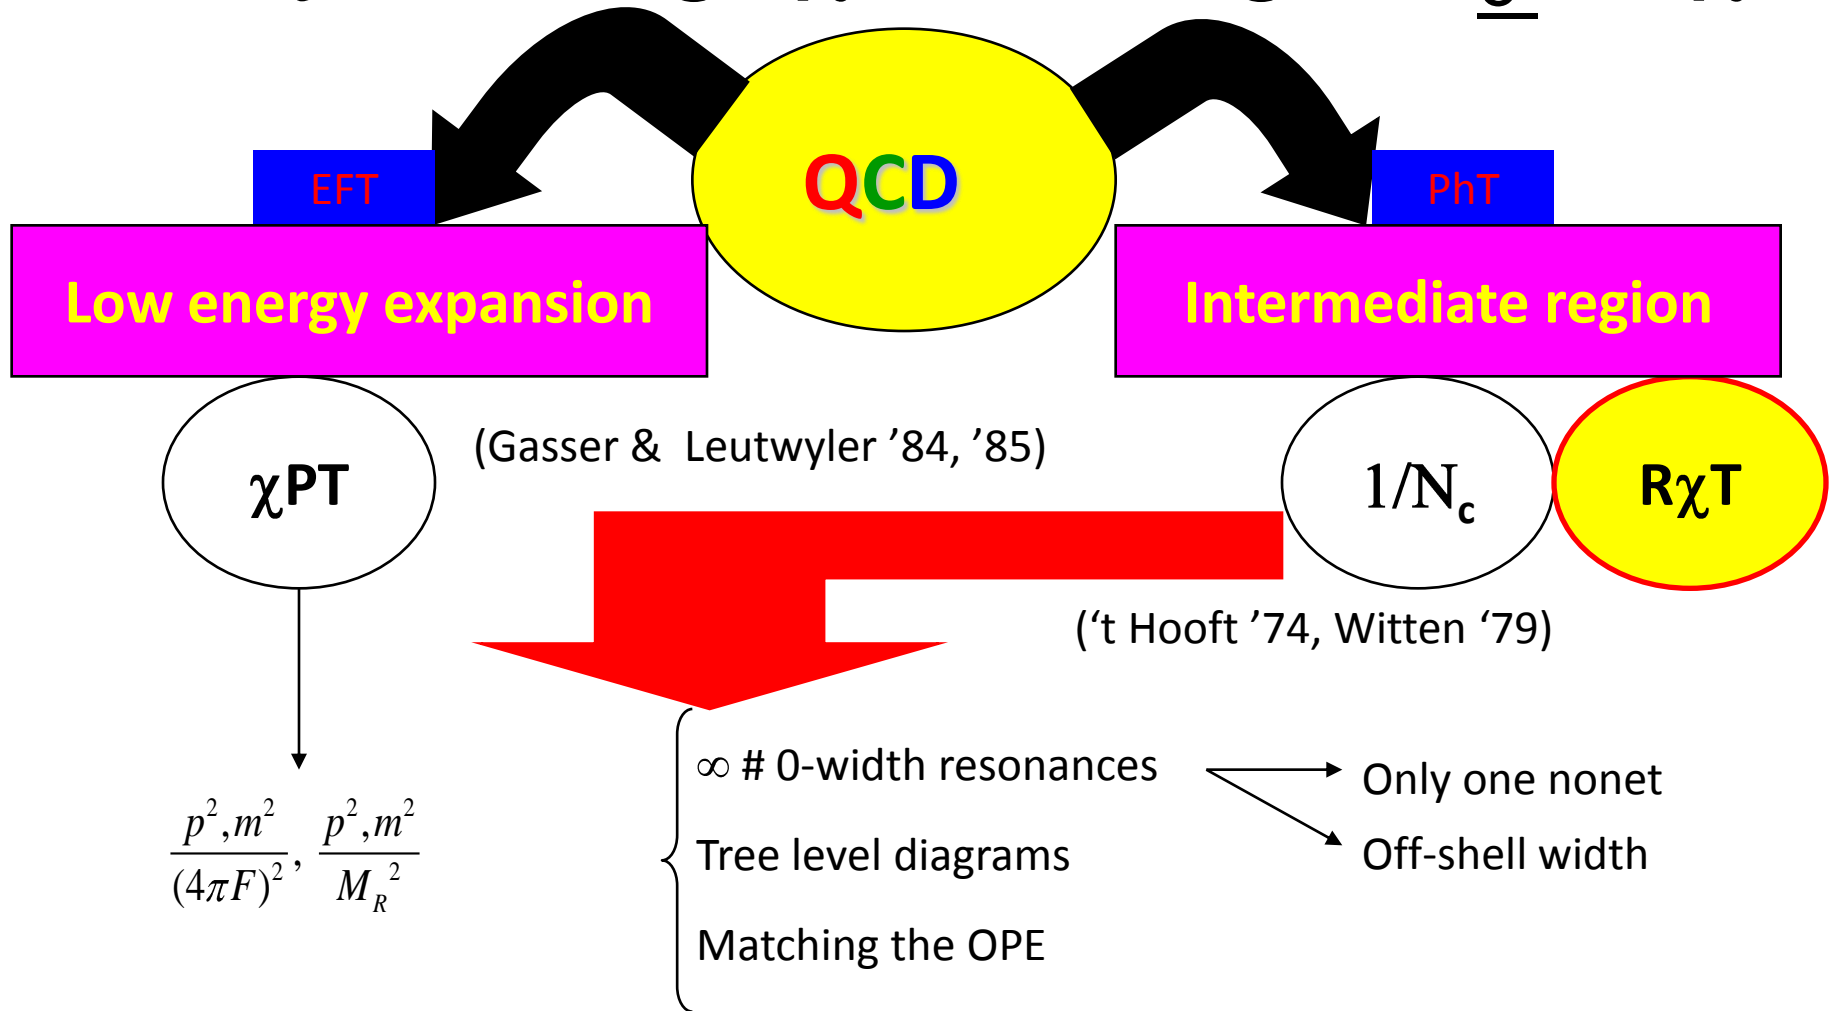 QCD
EFT
PhT
Low energy expansion
Intermediate region
(Gasser & Leutwyler ’84, ’85)
χPT
1/Nc
RχT
(‘t Hooft ’74, Witten ‘79)
∞ # 0-width resonances
Only one nonet
p²,m²/(4πF)², p²,m²/M_R²
Tree level diagrams
Off-shell width
Matching the OPE